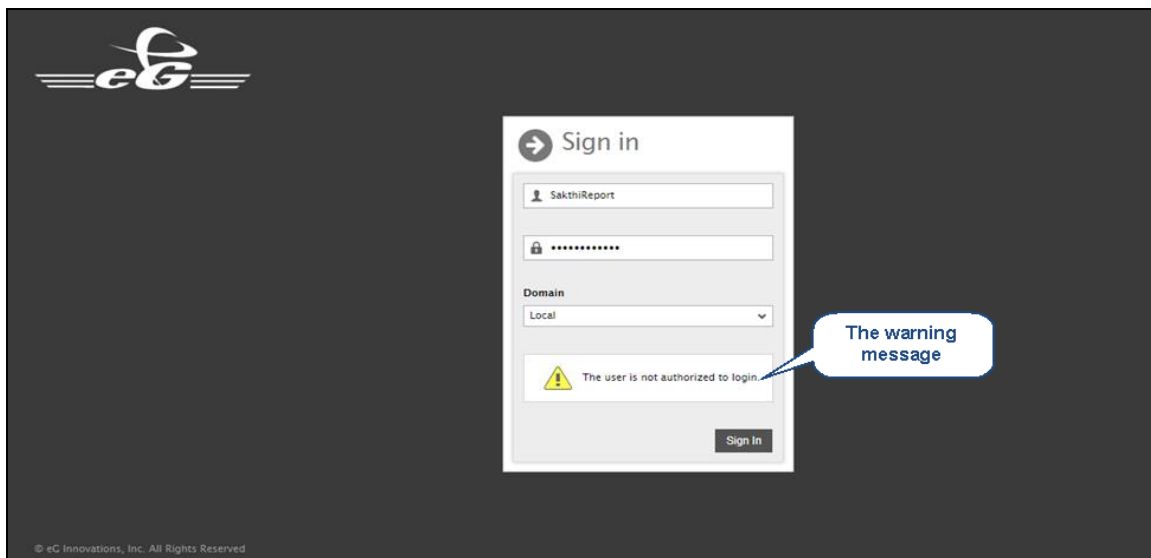 eG
Sign in
SakthiReport
••••••••••••
Domain
Local
The user is not authorized to login.
The warning
message
Sign In
© eG Innovations, Inc. All Rights Reserved